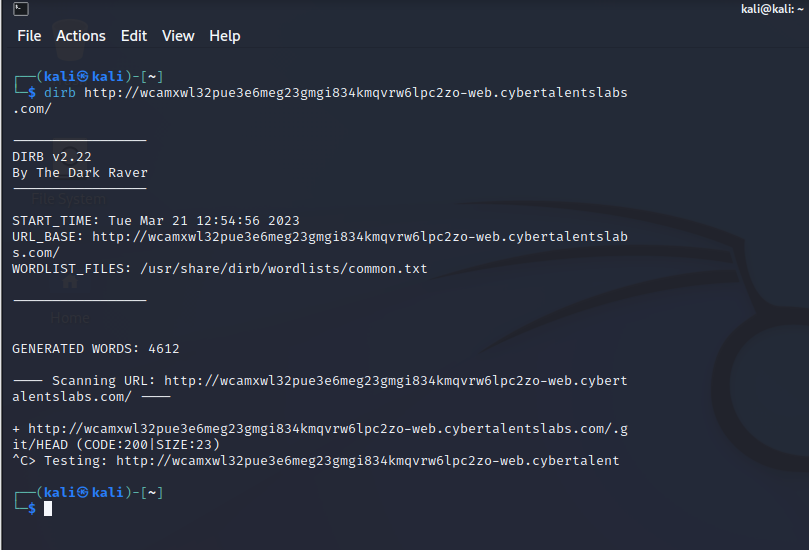 kali@kali: ~
File Actions Edit View Help
┌──(kali㉿kali)-[~]
└─$ dirb http://wcamxwl32pue3e6meg23gmgi834kmqvrw6lpc2zo-web.cybertalentslabs
.com/
-----------------
DIRB v2.22
By The Dark Raver
-----------------
START_TIME: Tue Mar 21 12:54:56 2023
URL_BASE: http://wcamxwl32pue3e6meg23gmgi834kmqvrw6lpc2zo-web.cybertalentslab
s.com/
WORDLIST_FILES: /usr/share/dirb/wordlists/common.txt
-----------------
GENERATED WORDS: 4612
---- Scanning URL: http://wcamxwl32pue3e6meg23gmgi834kmqvrw6lpc2zo-web.cybert
alentslabs.com/ ----
+ http://wcamxwl32pue3e6meg23gmgi834kmqvrw6lpc2zo-web.cybertalentslabs.com/.g
it/HEAD (CODE:200|SIZE:23)
^C> Testing: http://wcamxwl32pue3e6meg23gmgi834kmqvrw6lpc2zo-web.cybertalent
┌──(kali㉿kali)-[~]
└─$
File System
Home